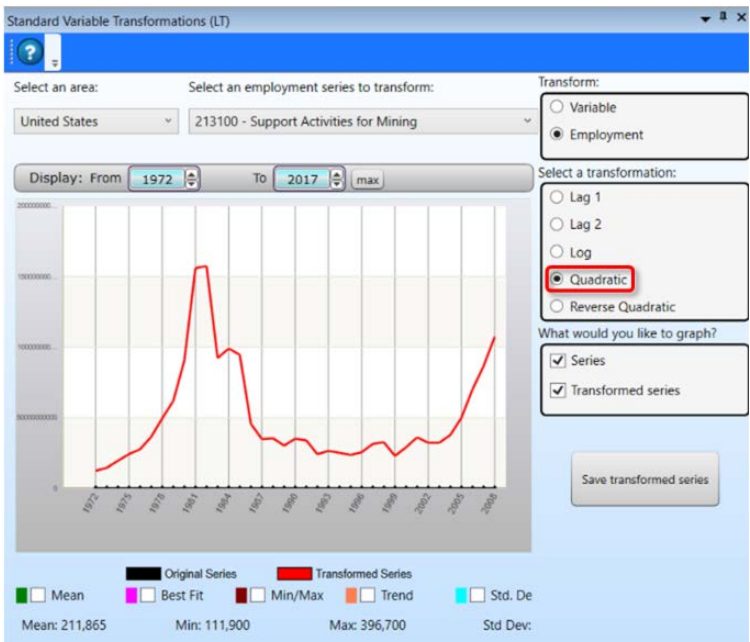 Standard Variable Transformations (LT)
Select an area:
Select an employment series to transform:
United States
213100 - Support Activities for Mining
Transform:
Variable
Employment
Display: From 1972 To 2017 max
Select a transformation:
Lag 1
Lag 2
Log
Quadratic
Reverse Quadratic
What would you like to graph?
Series
Transformed series
Save transformed series
0
1972 1975 1978 1981 1984 1987 1990 1993 1996 1999 2002 2005 2008
Original Series Transformed Series
Mean Best Fit Min/Max Trend Std. De
Mean: 211,865 Min: 111,900 Max: 396,700 Std Dev: